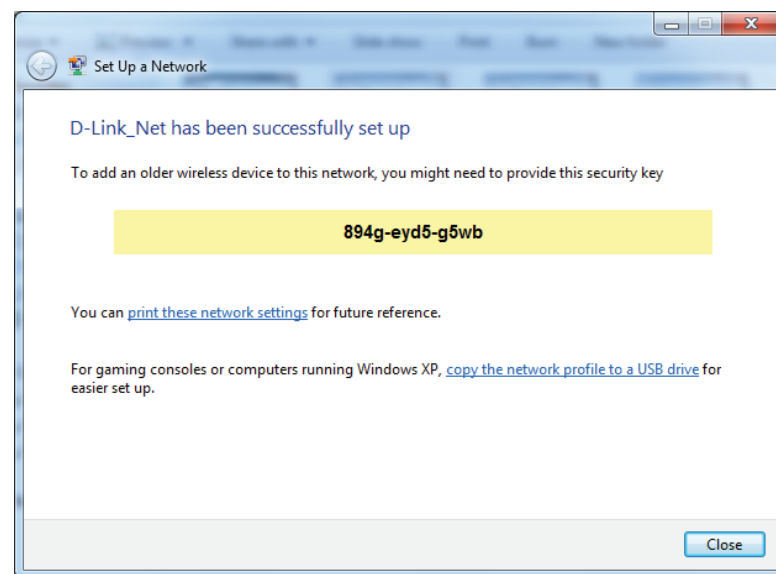 Set Up a Network
D-Link_Net has been successfully set up
To add an older wireless device to this network, you might need to provide this security key
894g-eyd5-g5wb
You can print these network settings for future reference.
For gaming consoles or computers running Windows XP, copy the network profile to a USB drive for
easier set up.
Close